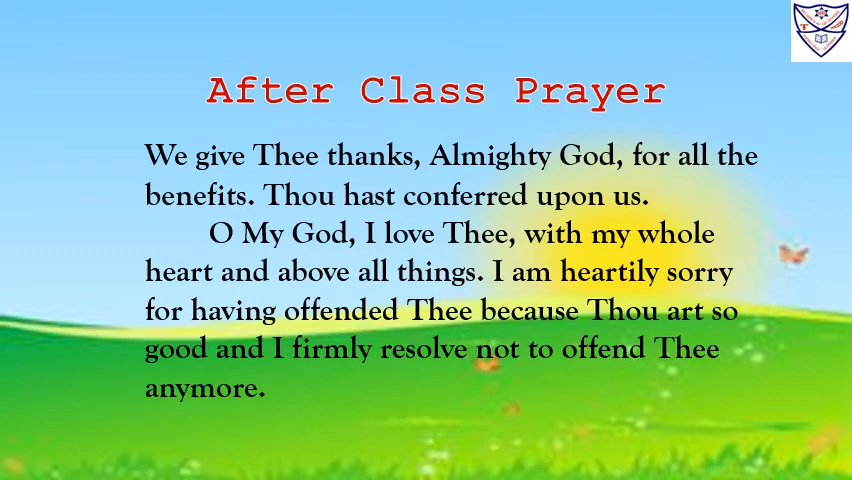 After Class Prayer
We give Thee thanks, Almighty God, for all the
benefits. Thou hast conferred upon us.
O My God, I love Thee, with my whole
heart and above all things. I am heartily sorry
for having offended Thee because Thou art so
good and I firmly resolve not to offend Thee
anymore.